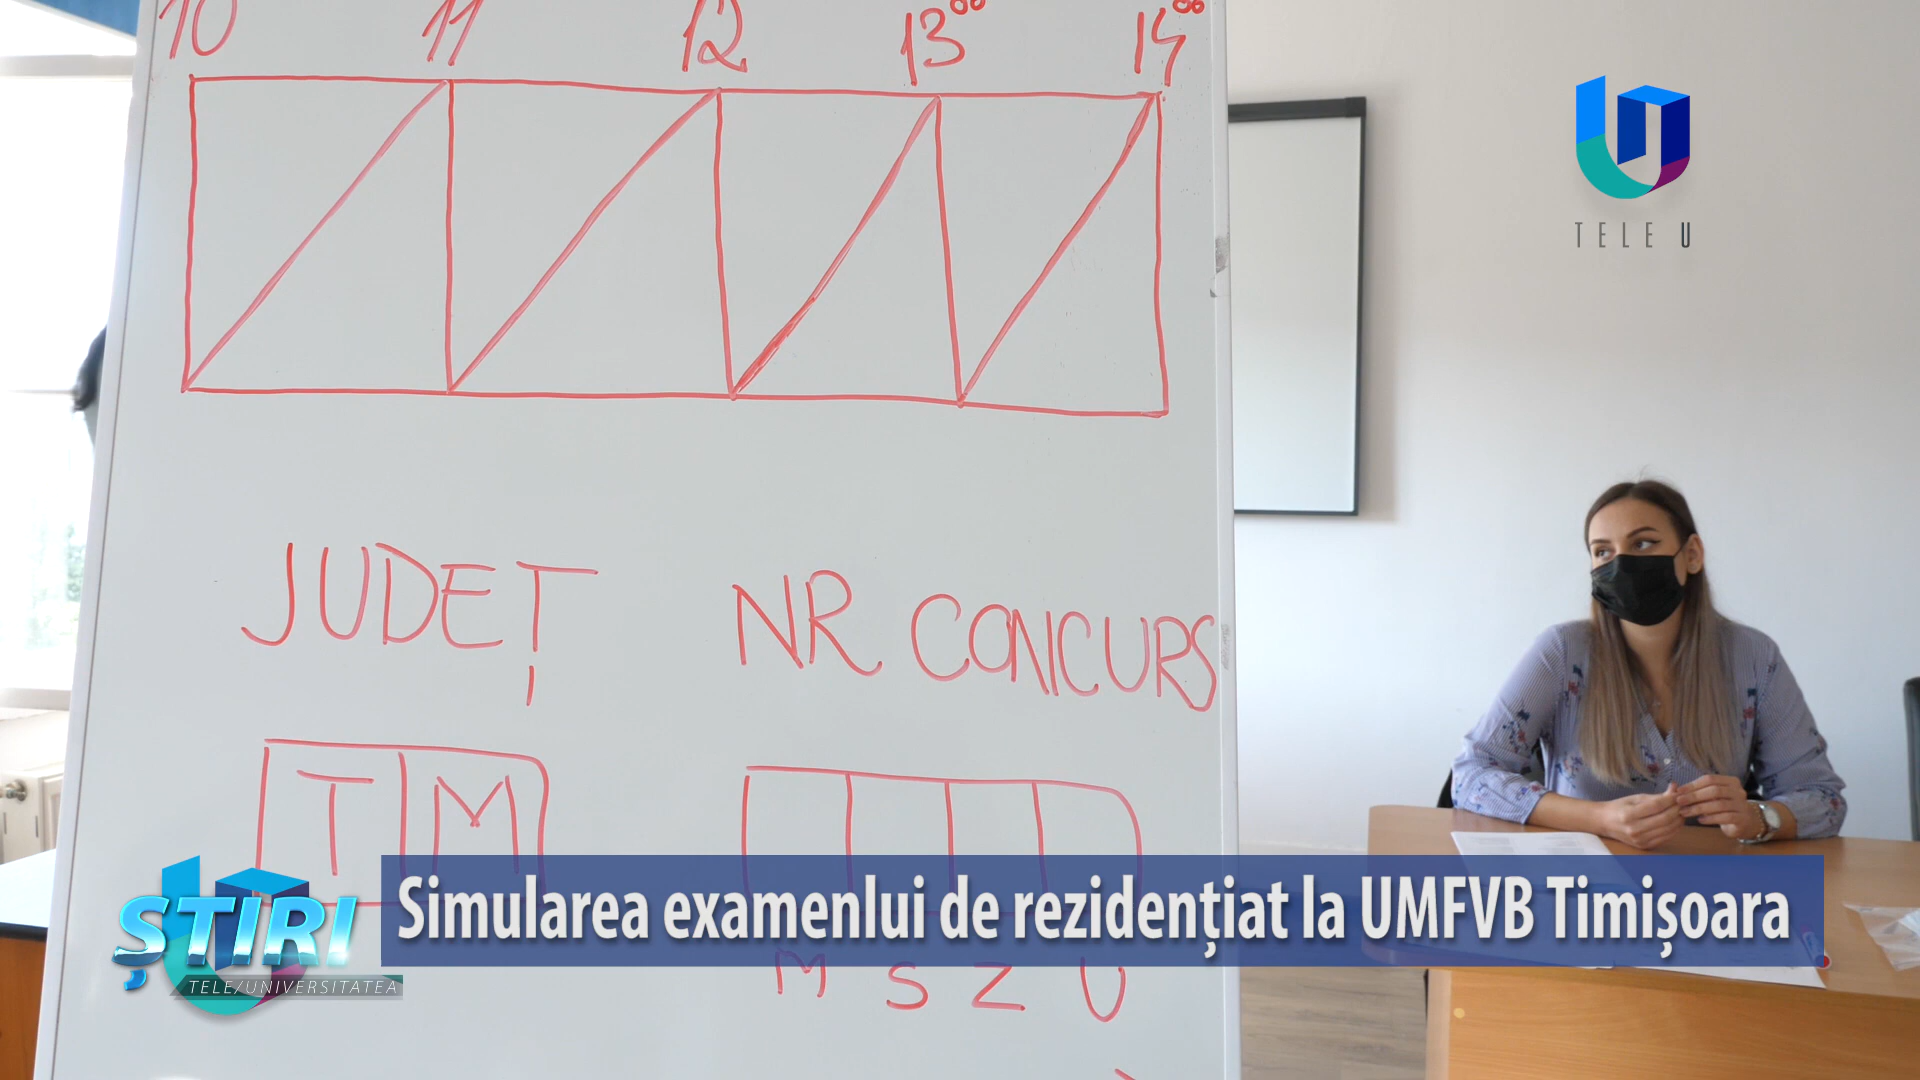 10 11 12 13⁰⁰ 14⁰⁰
TELE U
JUDEȚ NR CONCURS
T M
Simularea examenlui de rezidențiat la UMFVB Timișoara
ȘTIRI
TELE/UNIVERSITATEA
M S Z U